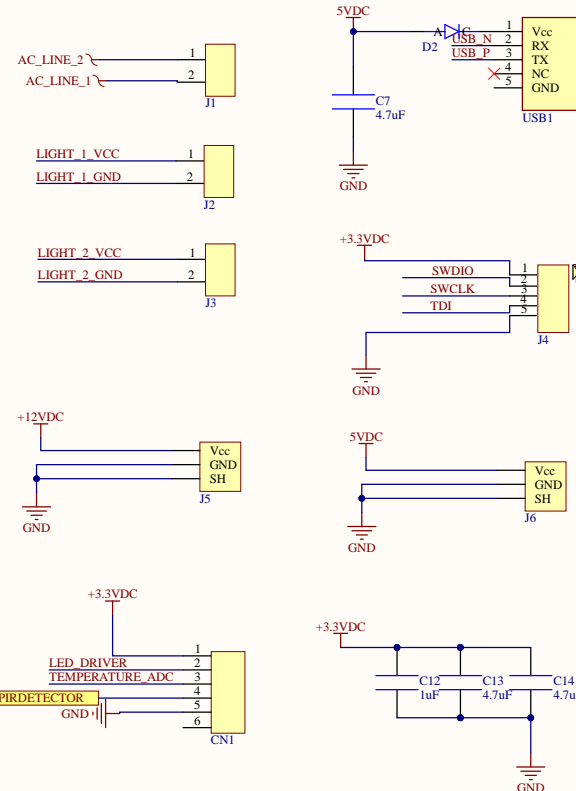 AC_LINE_2
1
AC_LINE_1
2
J1
LIGHT_1_VCC
1
LIGHT_1_GND
2
J2
LIGHT_2_VCC
1
LIGHT_2_GND
2
J3
5VDC
D2
A
C
USB_N
USB_P
1
2
3
4
5
Vcc
RX
TX
NC
GND
USB1
C7
4.7uF
GND
+3.3VDC
SWDIO
SWCLK
TDI
1
2
3
4
5
J4
GND
+12VDC
Vcc
GND
SH
J5
GND
5VDC
Vcc
GND
SH
J6
GND
+3.3VDC
LED_DRIVER
TEMPERATURE_ADC
PIRDETECTOR
GND
1
2
3
4
5
6
CN1
+3.3VDC
C12
1uF
C13
4.7uF
C14
4.7u
GND